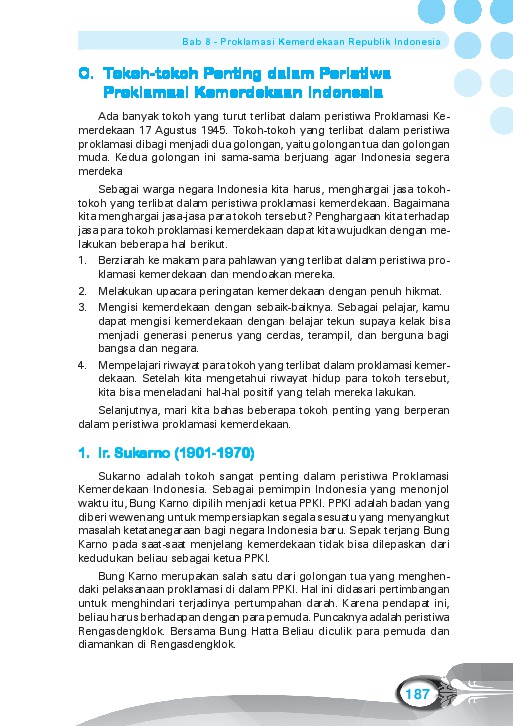 Bab 8 - Proklamasi Kemerdekaan Republik Indonesia
C. Tokoh-tokoh Penting dalam Peristiwa
Proklamasi Kemerdekaan Indonesia
Ada banyak tokoh yang turut terlibat dalam peristiwa Proklamasi Ke-
merdekaan 17 Agustus 1945. Tokoh-tokoh yang terlibat dalam peristiwa
proklamasi dibagi menjadi dua golongan, yaitu golongan tua dan golongan
muda. Kedua golongan ini sama-sama berjuang agar Indonesia segera
merdeka
Sebagai warga negara Indonesia kita harus, menghargai jasa tokoh-
tokoh yang terlibat dalam peristiwa proklamasi kemerdekaan. Bagaimana
kita menghargai jasa-jasa para tokoh tersebut? Penghargaan kita terhadap
jasa para tokoh proklamasi kemerdekaan dapat kita wujudkan dengan me-
lakukan beberapa hal berikut.
1. Berziarah ke makam para pahlawan yang terlibat dalam peristiwa pro-
klamasi kemerdekaan dan mendoakan mereka.
2. Melakukan upacara peringatan kemerdekaan dengan penuh hikmat.
3. Mengisi kemerdekaan dengan sebaik-baiknya. Sebagai pelajar, kamu
dapat mengisi kemerdekaan dengan belajar tekun supaya kelak bisa
menjadi generasi penerus yang cerdas, terampil, dan berguna bagi
bangsa dan negara.
4. Mempelajari riwayat para tokoh yang terlibat dalam proklamasi kemer-
dekaan. Setelah kita mengetahui riwayat hidup para tokoh tersebut,
kita bisa meneladani hal-hal positif yang telah mereka lakukan.
Selanjutnya, mari kita bahas beberapa tokoh penting yang berperan
dalam peristiwa proklamasi kemerdekaan.
1. Ir. Sukarno (1901-1970)
Sukarno adalah tokoh sangat penting dalam peristiwa Proklamasi
Kemerdekaan Indonesia. Sebagai pemimpin Indonesia yang menonjol
waktu itu, Bung Karno dipilih menjadi ketua PPKI. PPKI adalah badan yang
diberi wewenang untuk mempersiapkan segala sesuatu yang menyangkut
masalah ketatanegaraan bagi negara Indonesia baru. Sepak terjang Bung
Karno pada saat-saat menjelang kemerdekaan tidak bisa dilepaskan dari
kedudukan beliau sebagai ketua PPKI.
Bung Karno merupakan salah satu dari golongan tua yang menghen-
daki pelaksanaan proklamasi di dalam PPKI. Hal ini didasari pertimbangan
untuk menghindari terjadinya pertumpahan darah. Karena pendapat ini,
beliau harus berhadapan dengan para pemuda. Puncaknya adalah peristiwa
Rengasdengklok. Bersama Bung Hatta Beliau diculik para pemuda dan
diamankan di Rengasdengklok.
187